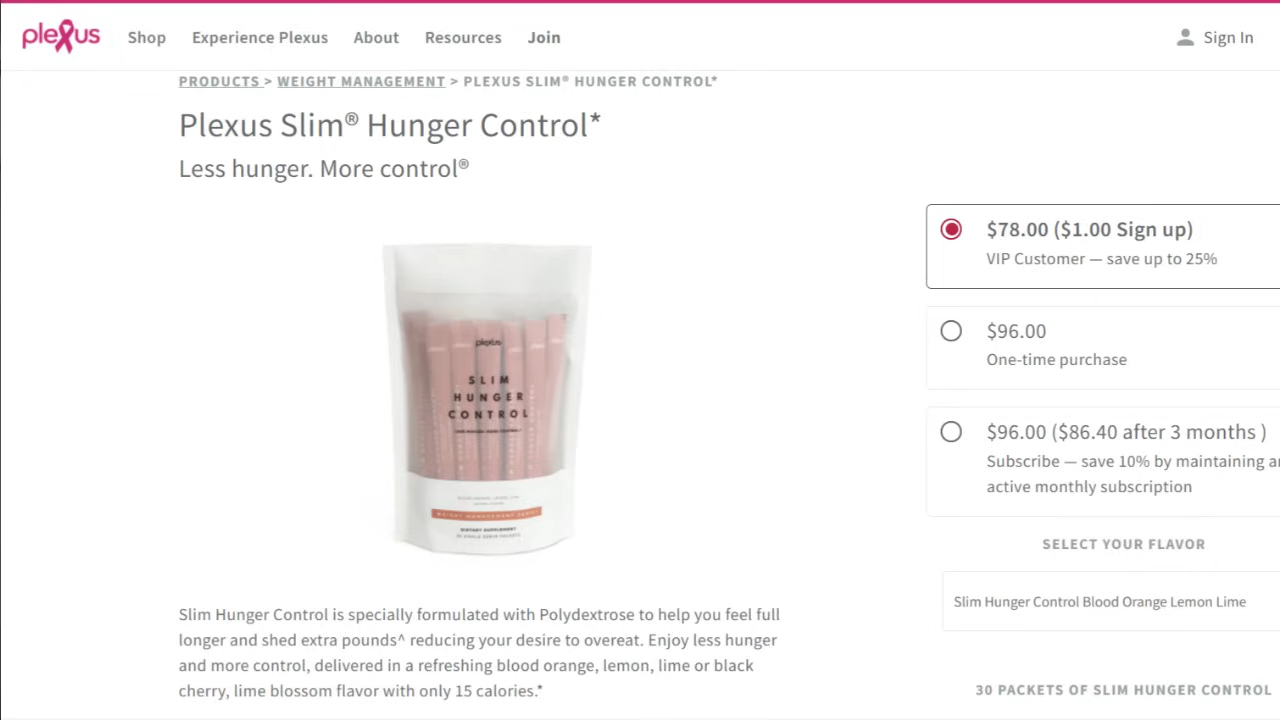 plexus
Shop Experience Plexus About Resources Join
Sign In
PRODUCTS > WEIGHT MANAGEMENT > PLEXUS SLIM® HUNGER CONTROL*
Plexus Slim® Hunger Control*
Less hunger. More control®
plexus
SLIM
HUNGER
CONTROL
WEIGHT MANAGEMENT
DIETARY SUPPLEMENT
Slim Hunger Control is specially formulated with Polydextrose to help you feel full
longer and shed extra pounds^ reducing your desire to overeat. Enjoy less hunger
and more control, delivered in a refreshing blood orange, lemon, lime or black
cherry, lime blossom flavor with only 15 calories.*
$78.00 ($1.00 Sign up)
VIP Customer — save up to 25%
$96.00
One-time purchase
$96.00 ($86.40 after 3 months )
Subscribe — save 10% by maintaining
active monthly subscription
SELECT YOUR FLAVOR
Slim Hunger Control Blood Orange Lemon Lime
30 PACKETS OF SLIM HUNGER CONTROL